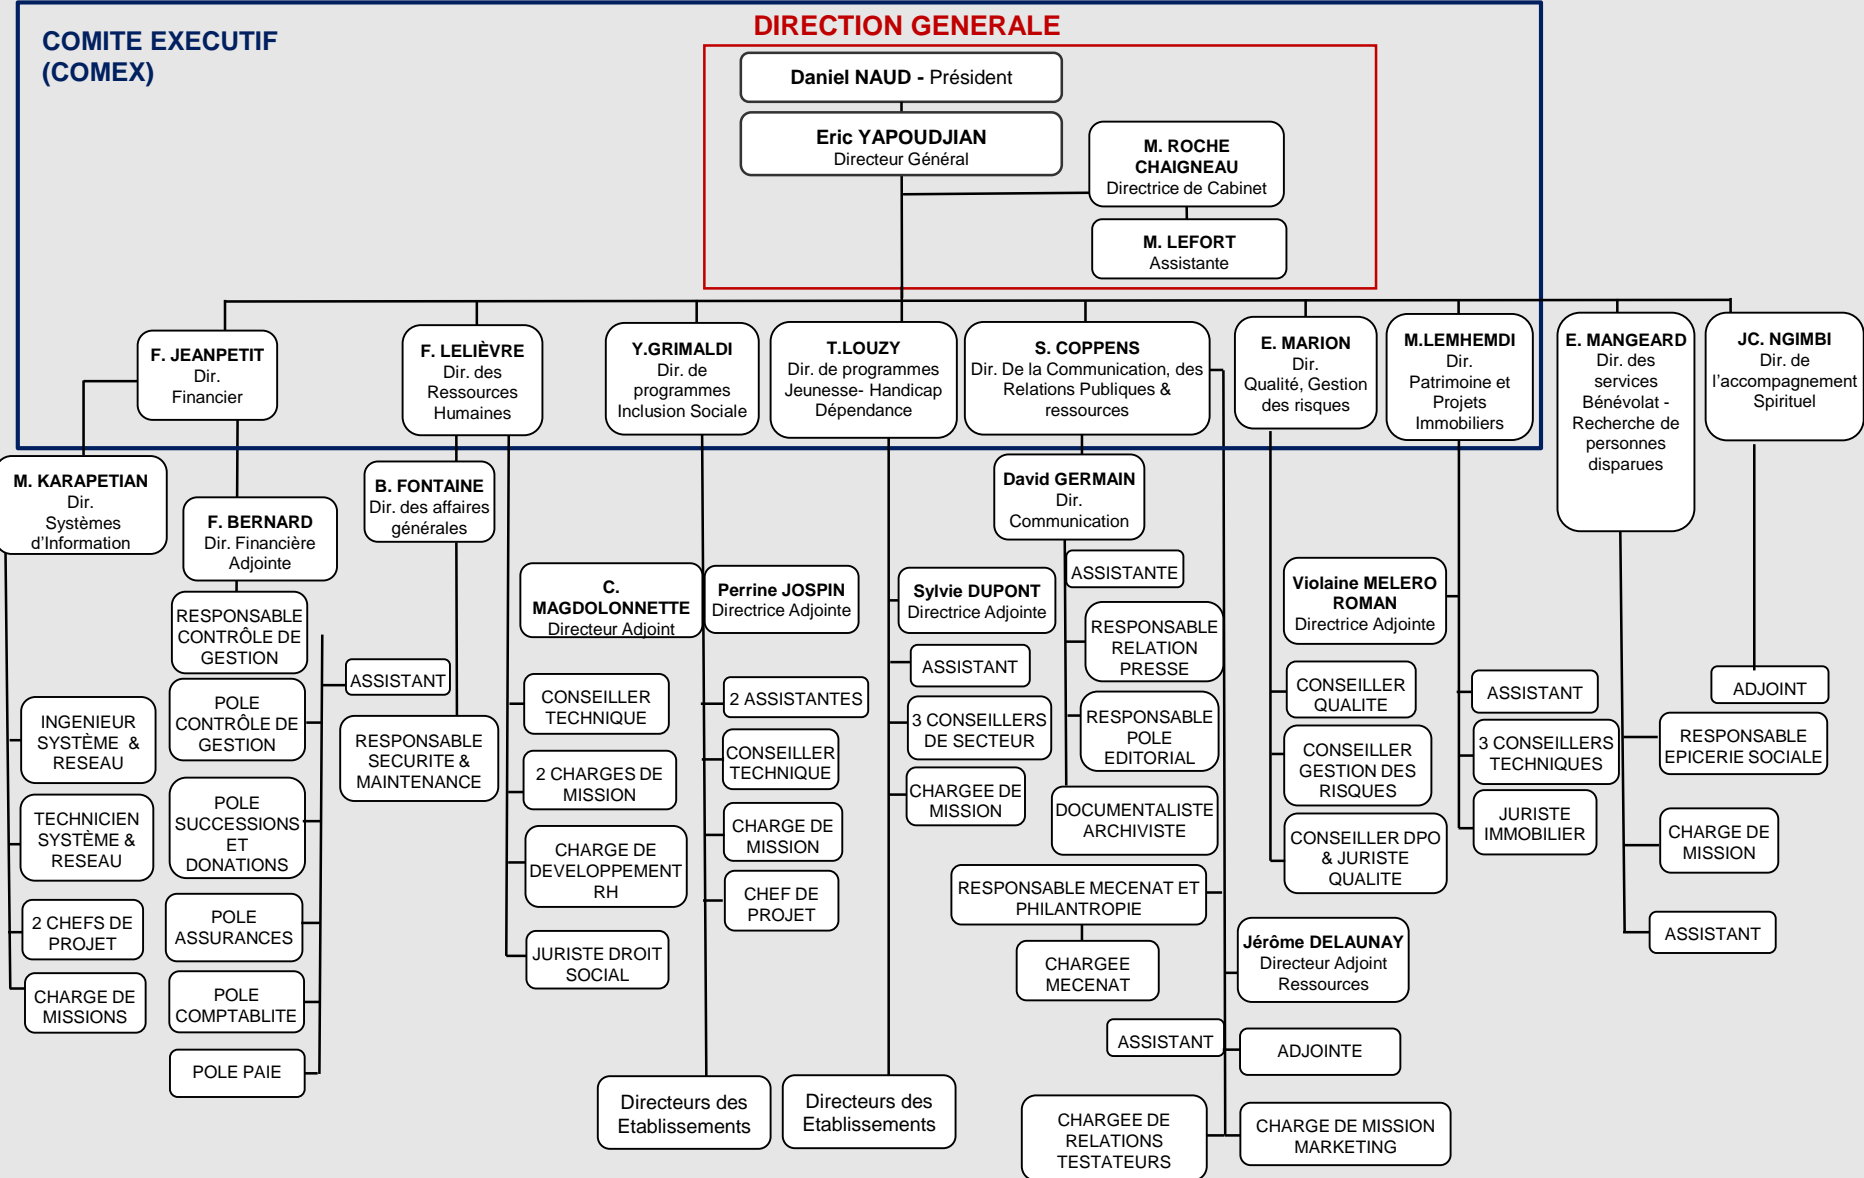 COMITE EXECUTIF
(COMEX)
DIRECTION GENERALE
Daniel NAUD - Président
Eric YAPOUDJIAN
Directeur Général
M. ROCHE
CHAIGNEAU
Directrice de Cabinet
M. LEFORT
Assistante
F. JEANPETIT
Dir.
Financier
F. LELIÈVRE
Dir. des
Ressources
Humaines
Y.GRIMALDI
Dir. de
programmes
Inclusion Sociale
T.LOUZY
Dir. de programmes
Jeunesse- Handicap
Dépendance
S. COPPENS
Dir. De la Communication, des
Relations Publiques &
ressources
E. MARION
Dir.
Qualité, Gestion
des risques
M.LEMHEMDI
Dir.
Patrimoine et
Projets
Immobiliers
E. MANGEARD
Dir. des
services
Bénévolat -
Recherche de
personnes
disparues
JC. NGIMBI
Dir. de
l'accompagnement
Spirituel
M. KARAPETIAN
Dir.
Systèmes
d'Information
F. BERNARD
Dir. Financière
Adjointe
B. FONTAINE
Dir. des affaires
générales
David GERMAIN
Dir.
Communication
C.
MAGDOLONNETTE
Directeur Adjoint
Perrine JOSPIN
Directrice Adjointe
Sylvie DUPONT
Directrice Adjointe
ASSISTANTE
Violaine MELERO
ROMAN
Directrice Adjointe
RESPONSABLE
CONTRÔLE DE
GESTION
ASSISTANT
POLE
CONTRÔLE DE
GESTION
POLE
SUCCESSIONS
ET
DONATIONS
POLE
ASSURANCES
POLE
COMPTABLITE
POLE PAIE
INGENIEUR
SYSTÈME &
RESEAU
TECHNICIEN
SYSTÈME &
RESEAU
2 CHEFS DE
PROJET
CHARGE DE
MISSIONS
RESPONSABLE
SECURITE &
MAINTENANCE
CONSEILLER
TECHNIQUE
2 CHARGES DE
MISSION
CHARGE DE
DEVELOPPEMENT
RH
JURISTE DROIT
SOCIAL
2 ASSISTANTES
CONSEILLER
TECHNIQUE
CHARGE DE
MISSION
CHEF DE
PROJET
Directeurs des
Etablissements
ASSISTANT
3 CONSEILLERS
DE SECTEUR
CHARGEE DE
MISSION
Directeurs des
Etablissements
RESPONSABLE
RELATION
PRESSE
RESPONSABLE
POLE
EDITORIAL
DOCUMENTALISTE
ARCHIVISTE
RESPONSABLE MECENAT ET
PHILANTROPIE
CHARGEE
MECENAT
Jérôme DELAUNAY
Directeur Adjoint
Ressources
ASSISTANT
ADJOINTE
CHARGEE DE
RELATIONS
TESTATEURS
CHARGE DE MISSION
MARKETING
CONSEILLER
QUALITE
CONSEILLER
GESTION DES
RISQUES
CONSEILLER DPO
& JURISTE
QUALITE
ASSISTANT
3 CONSEILLERS
TECHNIQUES
JURISTE
IMMOBILIER
RESPONSABLE
EPICERIE SOCIALE
CHARGE DE
MISSION
ASSISTANT
ADJOINT